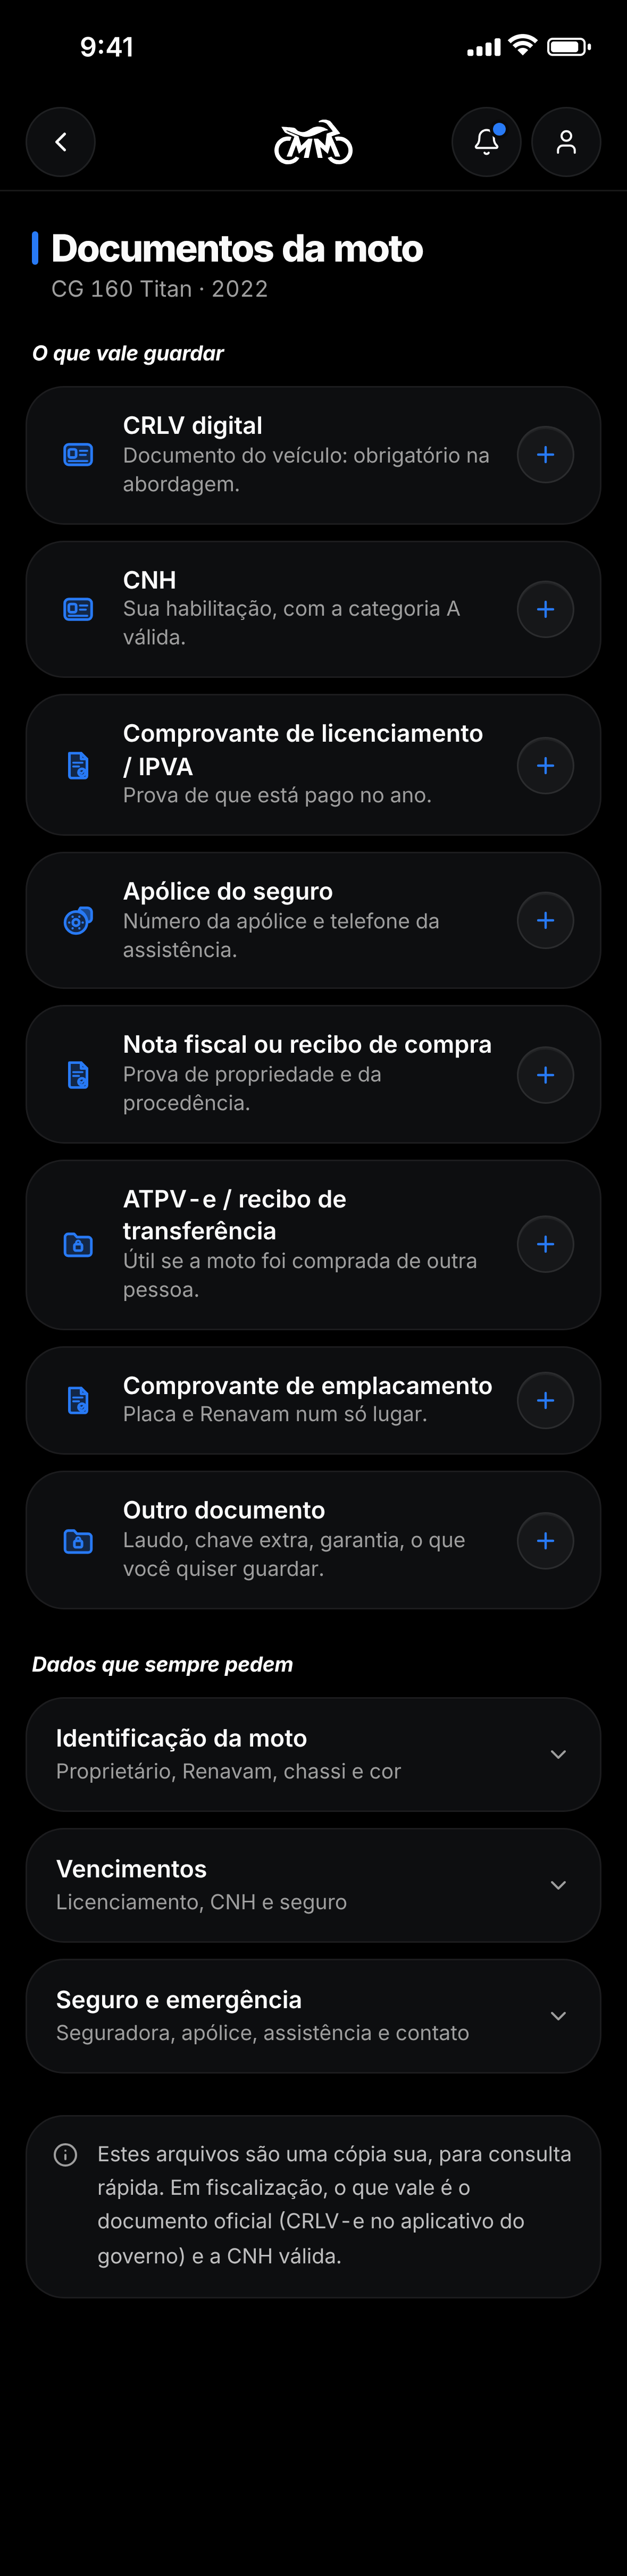 9:41
MM
Documentos da moto
CG 160 Titan · 2022
O que vale guardar
CRLV digital
Documento do veículo: obrigatório na
abordagem.
CNH
Sua habilitação, com a categoria A
válida.
Comprovante de licenciamento
/ IPVA
Prova de que está pago no ano.
Apólice do seguro
Número da apólice e telefone da
assistência.
Nota fiscal ou recibo de compra
Prova de propriedade e da
procedência.
ATPV-e / recibo de
transferência
Útil se a moto foi comprada de outra
pessoa.
Comprovante de emplacamento
Placa e Renavam num só lugar.
Outro documento
Laudo, chave extra, garantia, o que
você quiser guardar.
Dados que sempre pedem
Identificação da moto
Proprietário, Renavam, chassi e cor
Vencimentos
Licenciamento, CNH e seguro
Seguro e emergência
Seguradora, apólice, assistência e contato
Estes arquivos são uma cópia sua, para consulta
rápida. Em fiscalização, o que vale é o
documento oficial (CRLV-e no aplicativo do
governo) e a CNH válida.